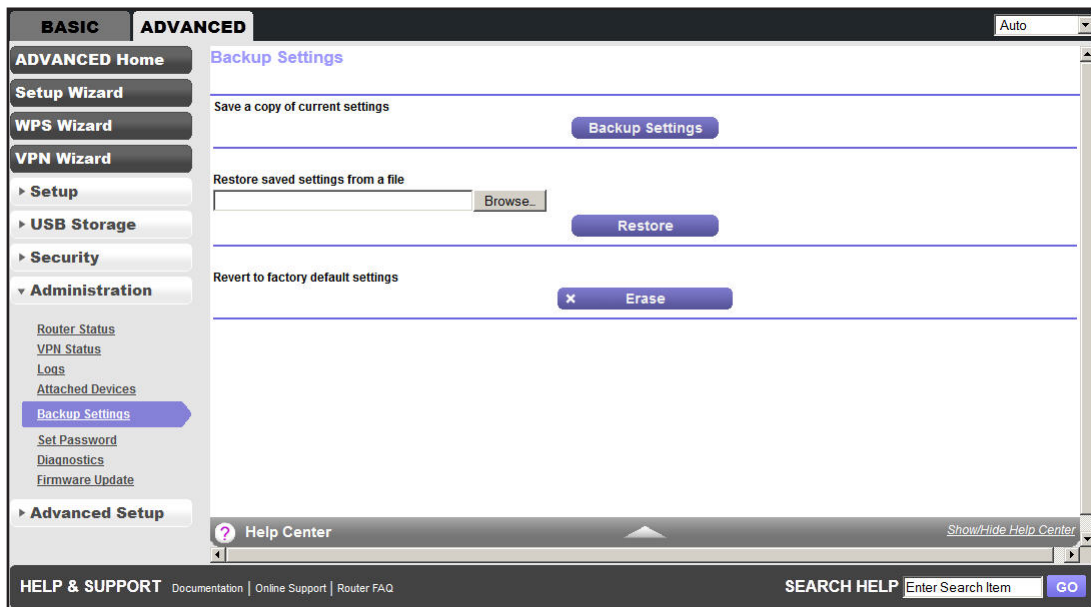 BASIC
ADVANCED
Auto
ADVANCED Home
Setup Wizard
WPS Wizard
VPN Wizard
Setup
USB Storage
Security
Administration
Router Status
VPN Status
Logs
Attached Devices
Backup Settings
Set Password
Diagnostics
Firmware Update
Advanced Setup
Backup Settings
Save a copy of current settings
Backup Settings
Restore saved settings from a file
Browse..
Restore
Revert to factory default settings
× Erase
? Help Center
Show/Hide Help Center
HELP & SUPPORT Documentation | Online Support | Router FAQ
SEARCH HELP Enter Search Item GO